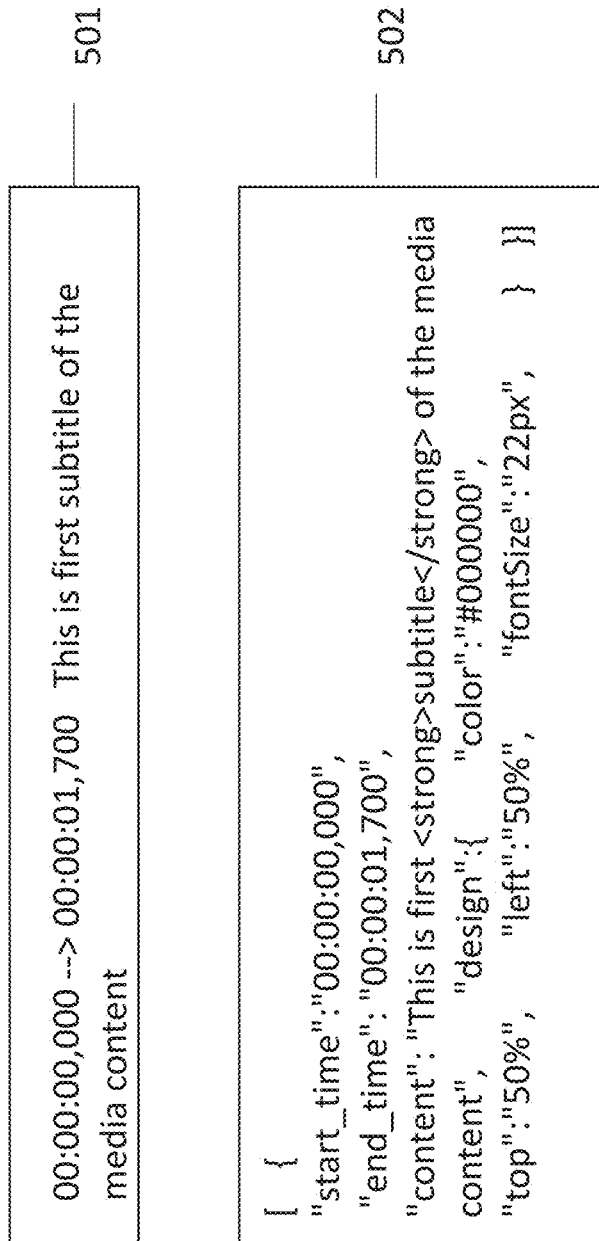 00:00:00,000 --> 00:00:01,700 This is first subtitle of the
media content
501
[ {
"start_time":"00:00:00,000",
"end_time": "00:00:01,700",
"content": "This is first <strong>subtitle</strong> of the media
content", "design":{ "color":"#000000",
"top":"50%", "left":"50%", "fontSize":"22px", } }]
502